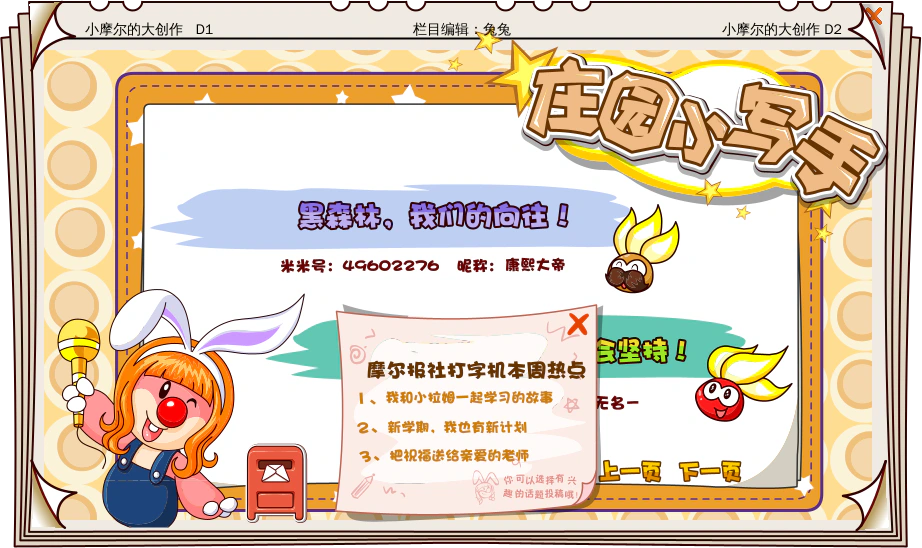 小摩尔的大创作 D1
栏目编辑：兔兔
小摩尔的大创作 D2
庄园小写手
黑森林，我们的向往！
米米号：49602276 昵称：康熙大帝
会坚持！
无名一
摩尔报社打字机本周热点
1、我和小拉姆一起学习的故事
2、新学期，我也有新计划
3、把祝福送给亲爱的老师
你可以选择有兴
趣的话题投稿哦！
上一页 下一页